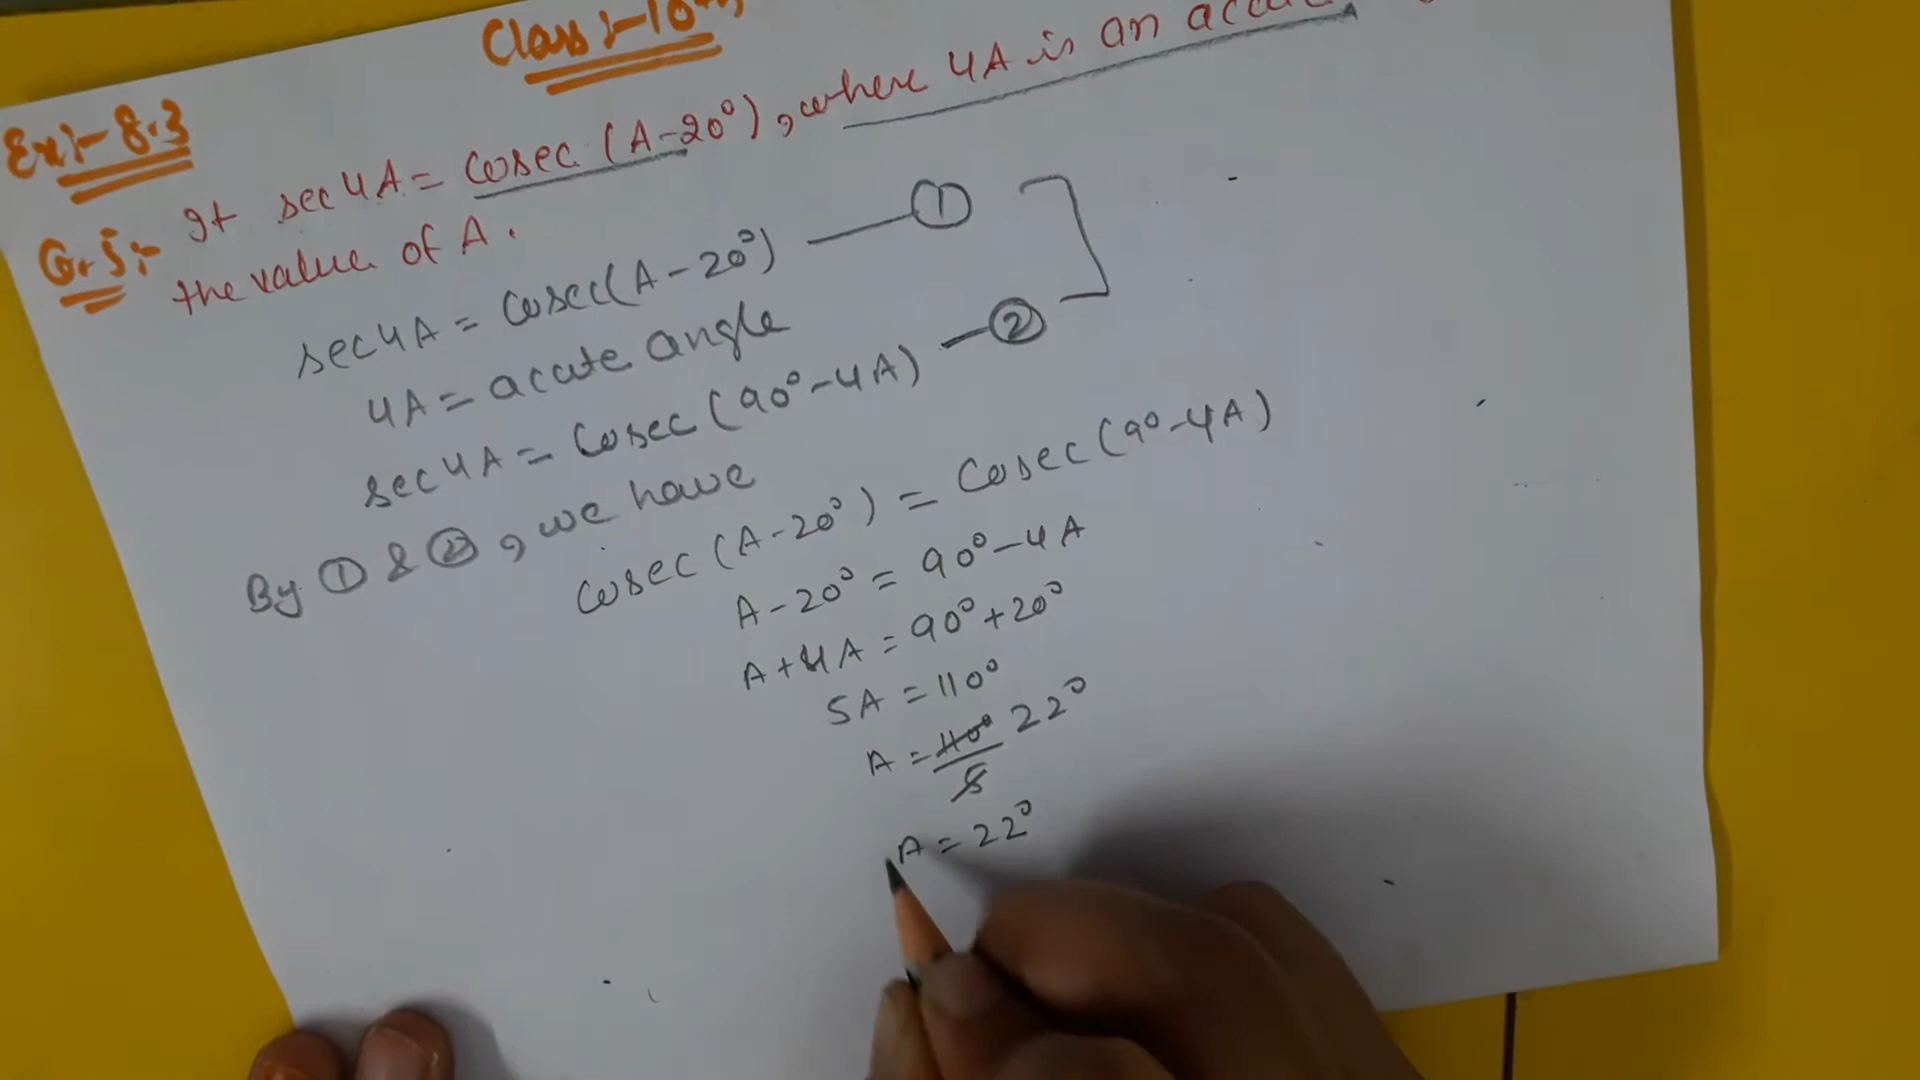 Class :- 10th
Ex:- 8.3
Q.5:- If sec 4A = Cosec (A-20°), where 4A is an acute
the value of A.
sec 4A = Cosec(A-20°) — ①
4A = acute angle
sec 4A = Cosec (90°-4A) — ②
By ① & ②, we have
Cosec (A-20°) = Cosec (90-4A)
A-20° = 90°-4A
A+4A = 90°+20°
5A = 110°
A = 110°/5 22°
A = 22°